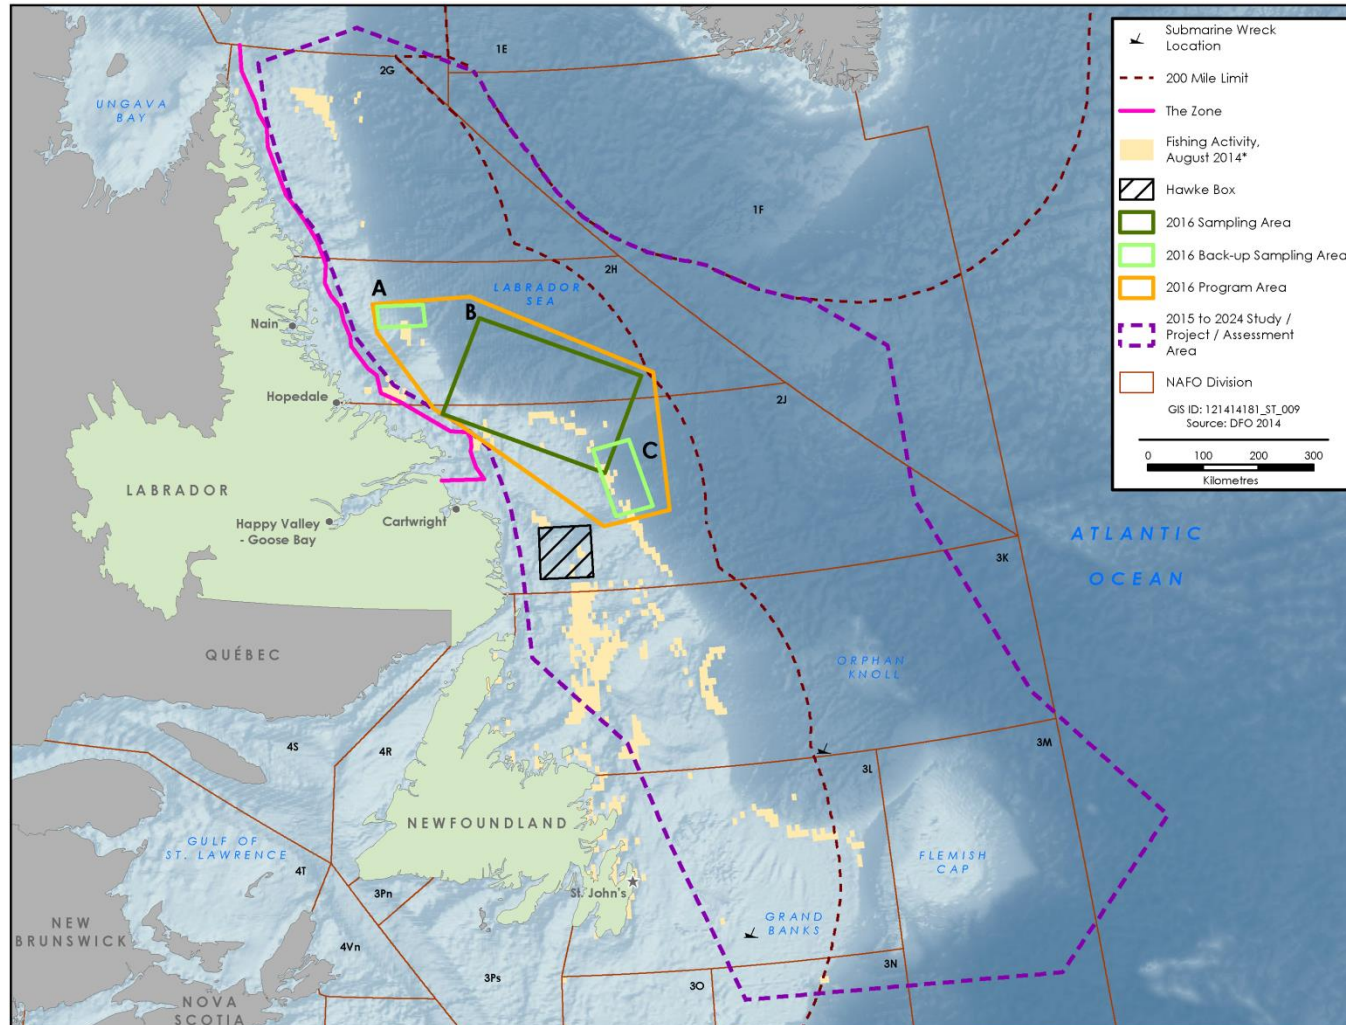 1E
2G
UNGAVA
BAY
1F
2H
LABRADOR
SEA
A
B
Nain
Hopedale
2J
C
LABRADOR
Happy Valley
- Goose Bay
Cartwright
3K
ATLANTIC
OCEAN
QUÉBEC
ORPHAN
KNOLL
4S
4R
3M
3L
NEWFOUNDLAND
GULF OF
ST. LAWRENCE
4T
FLEMISH
CAP
3Pn
St. John's
NEW
BRUNSWICK
GRAND
BANKS
4Vn
3N
3Ps
3O
NOVA
SCOTIA
Submarine Wreck
Location
200 Mile Limit
The Zone
Fishing Activity,
August 2014*
Hawke Box
2016 Sampling Area
2016 Back-up Sampling Area
2016 Program Area
2015 to 2024 Study /
Project / Assessment
Area
NAFO Division
GIS ID: 121414181_ST_009
Source: DFO 2014
0 100 200 300
Kilometres